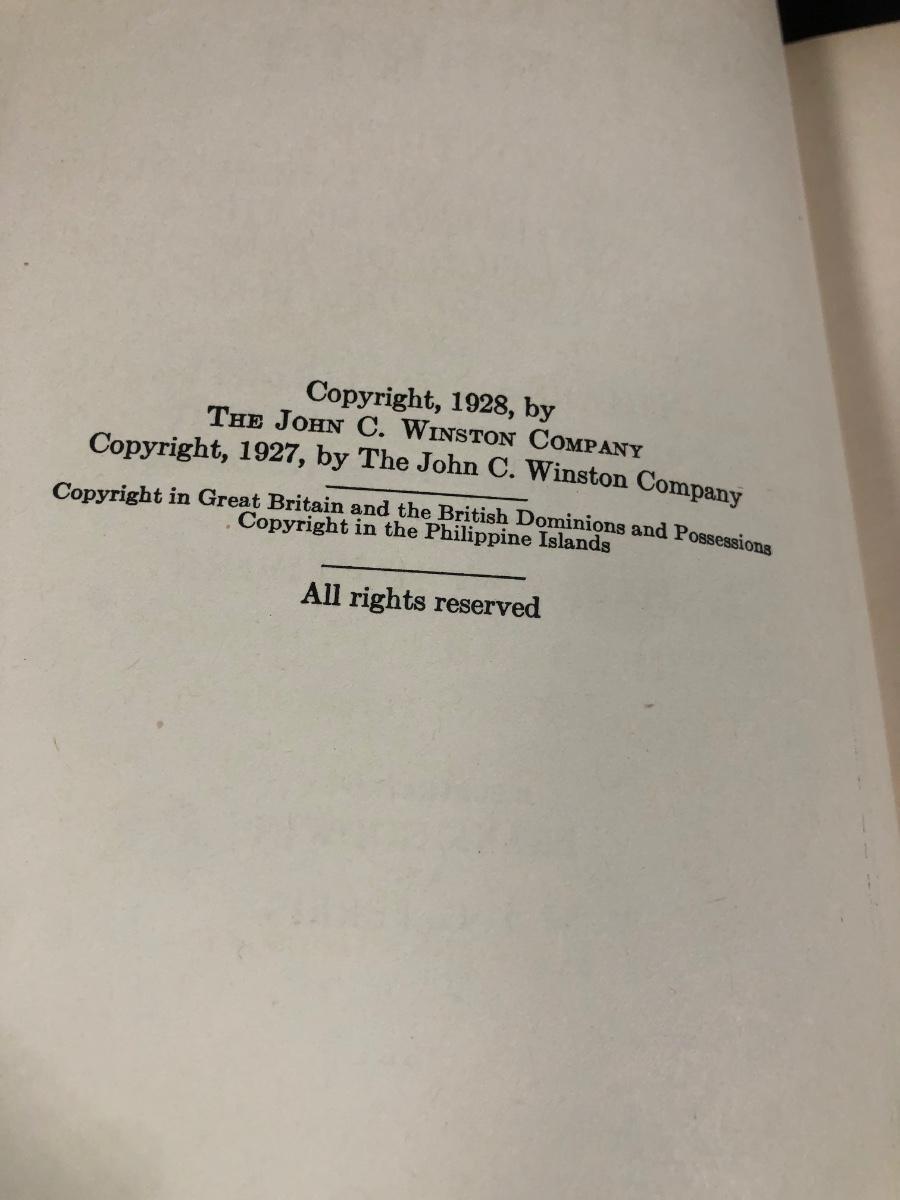 Copyright, 1928, by
THE JOHN C. WINSTON COMPANY
Copyright, 1927, by The John C. Winston Company
Copyright in Great Britain and the British Dominions and Possessions
Copyright in the Philippine Islands
All rights reserved